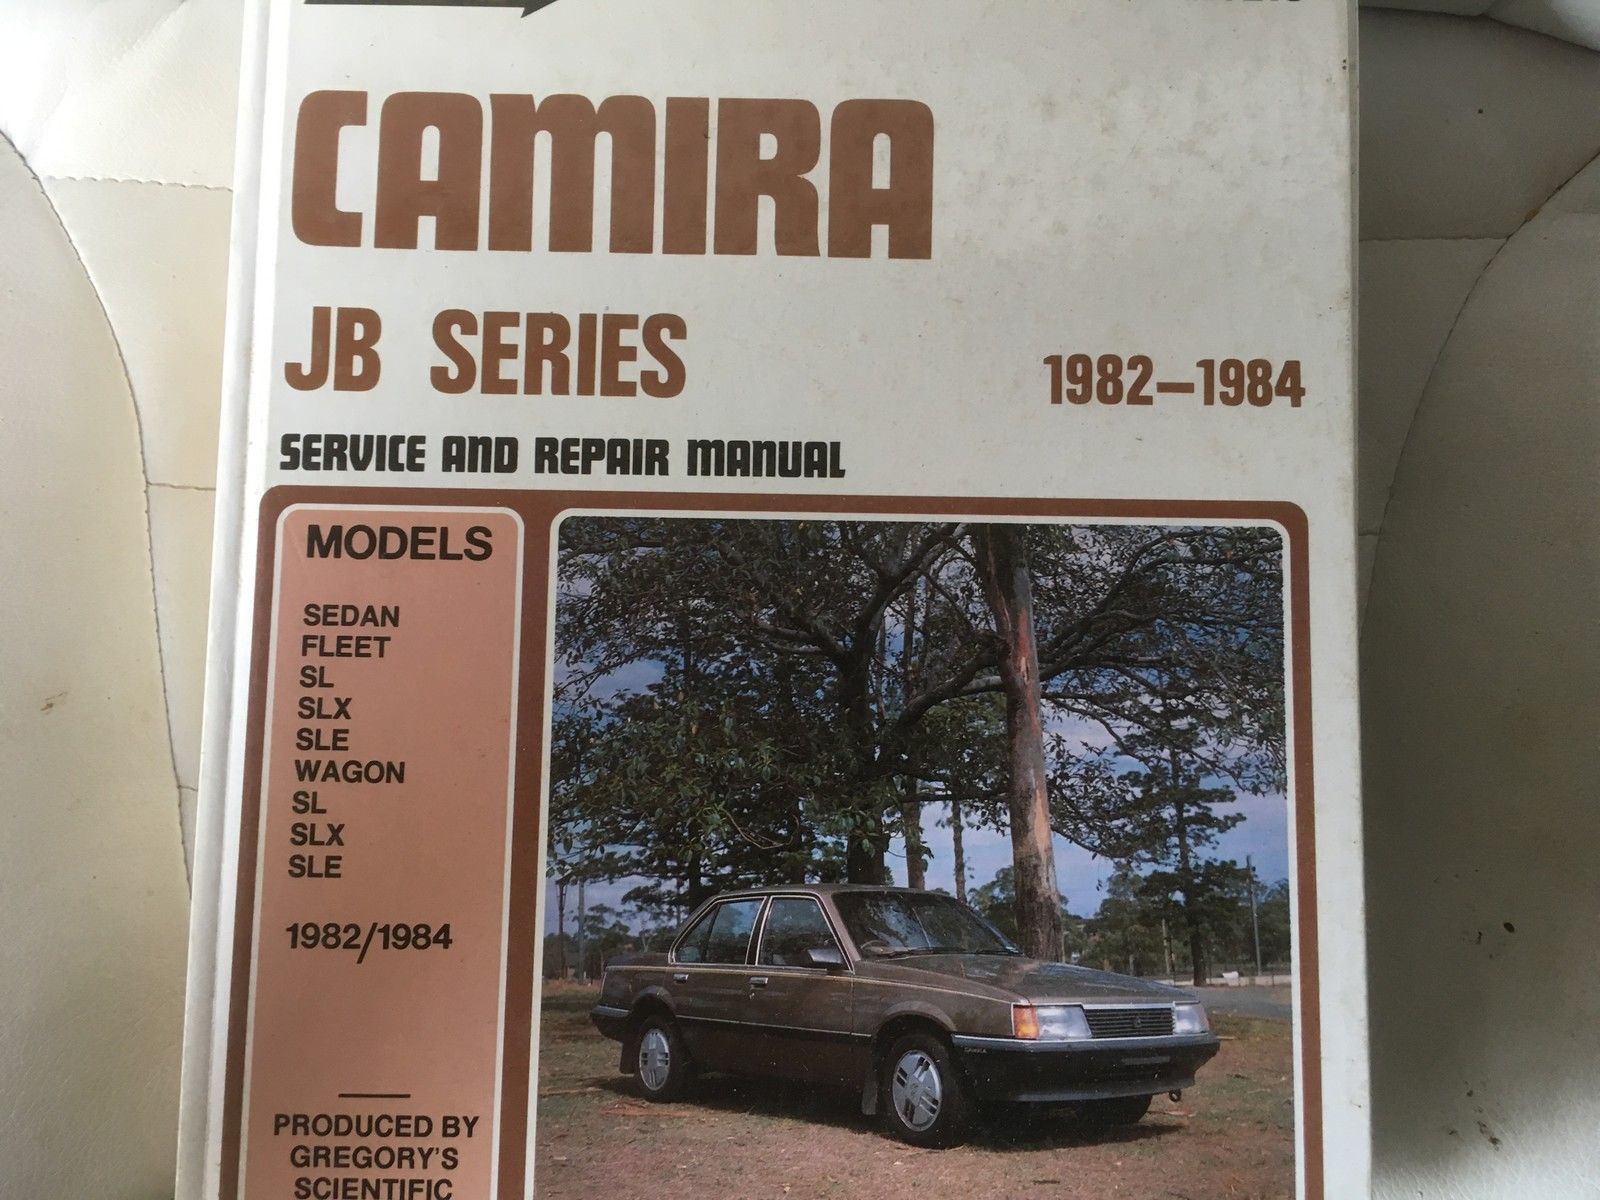 CAMIRA
JB SERIES
1982–1984
SERVICE AND REPAIR MANUAL
MODELS
SEDAN
FLEET
SL
SLX
SLE
WAGON
SL
SLX
SLE
1982/1984
PRODUCED BY
GREGORY'S
SCIENTIFIC
CAMIRA